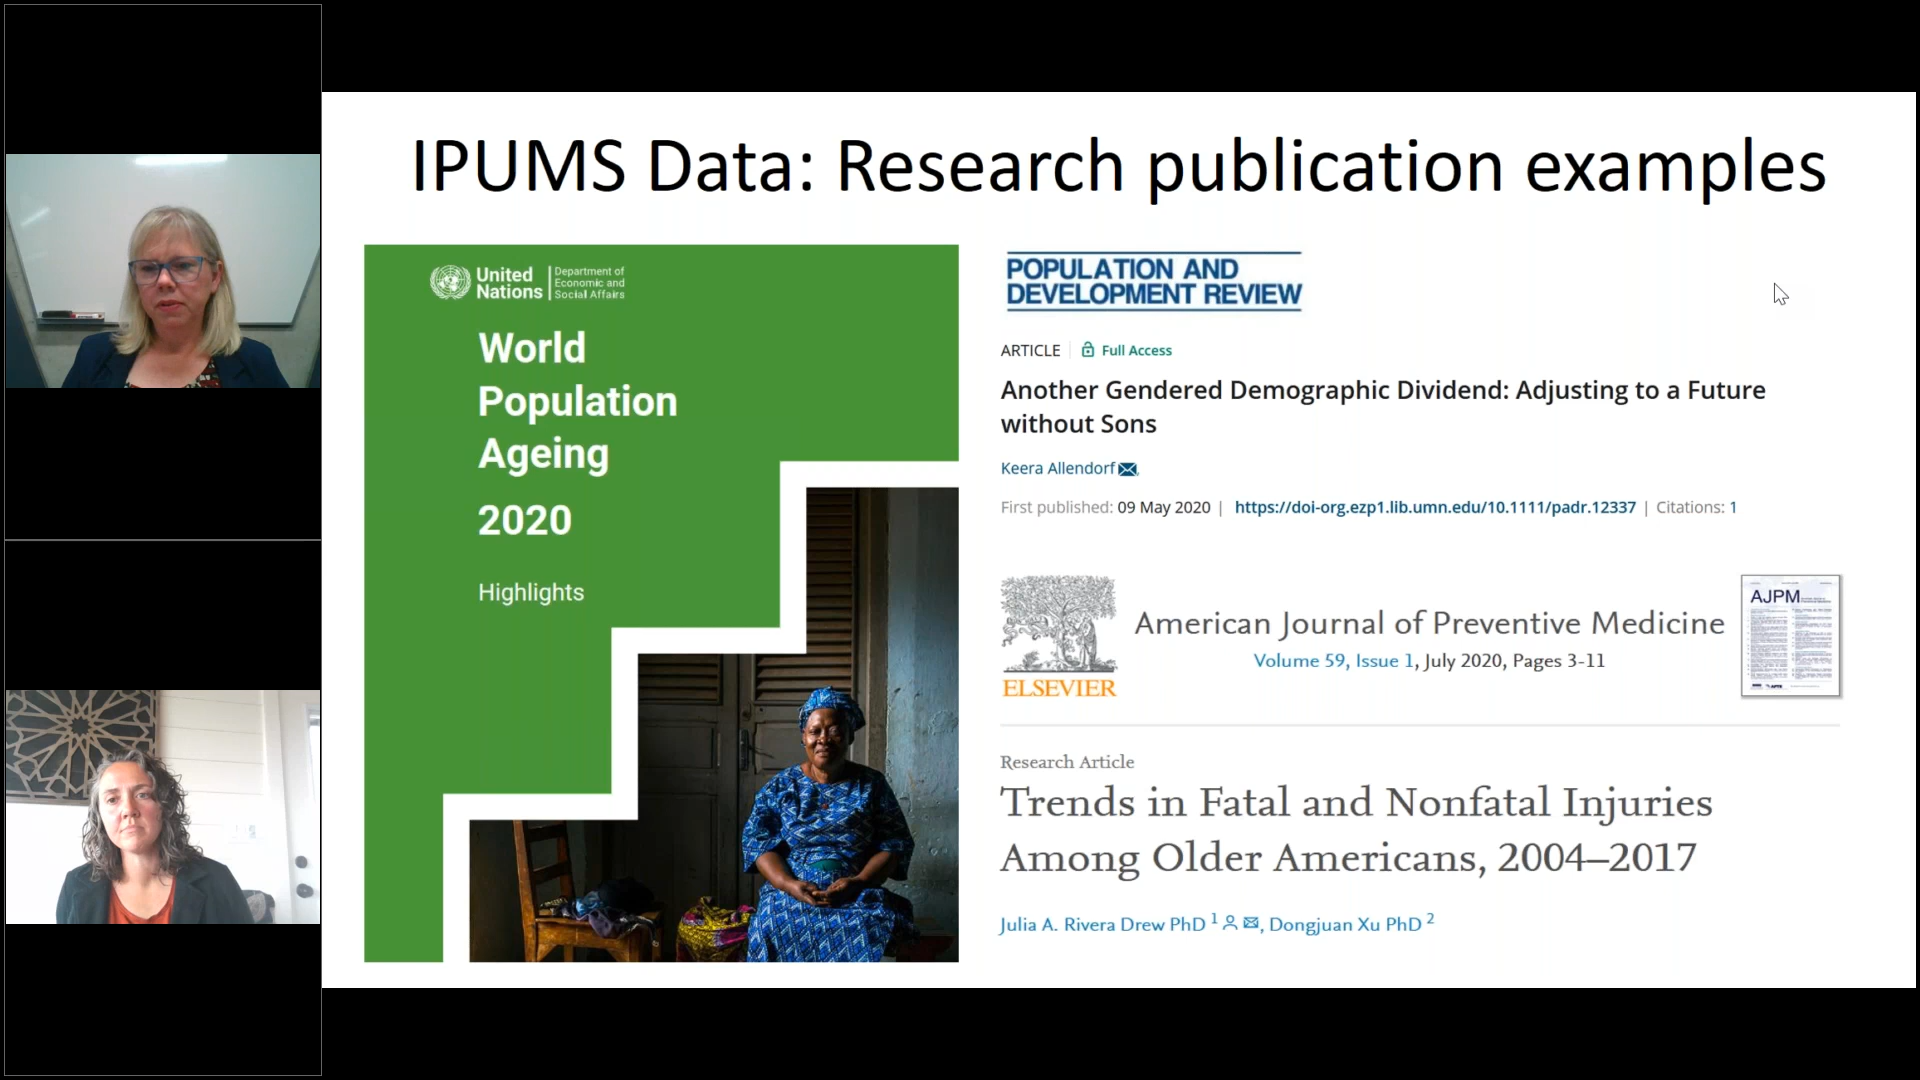 IPUMS Data: Research publication examples
United
Nations
Department of
Economic and
Social Affairs
World
Population
Ageing
2020
Highlights
POPULATION AND
DEVELOPMENT REVIEW
ARTICLE Full Access
Another Gendered Demographic Dividend: Adjusting to a Future
without Sons
Keera Allendorf
First published: 09 May 2020 | https://doi-org.ezp1.lib.umn.edu/10.1111/padr.12337 | Citations: 1
ELSEVIER
American Journal of Preventive Medicine
Volume 59, Issue 1, July 2020, Pages 3-11
AJPM
Research Article
Trends in Fatal and Nonfatal Injuries
Among Older Americans, 2004–2017
Julia A. Rivera Drew PhD 1, Dongjuan Xu PhD 2